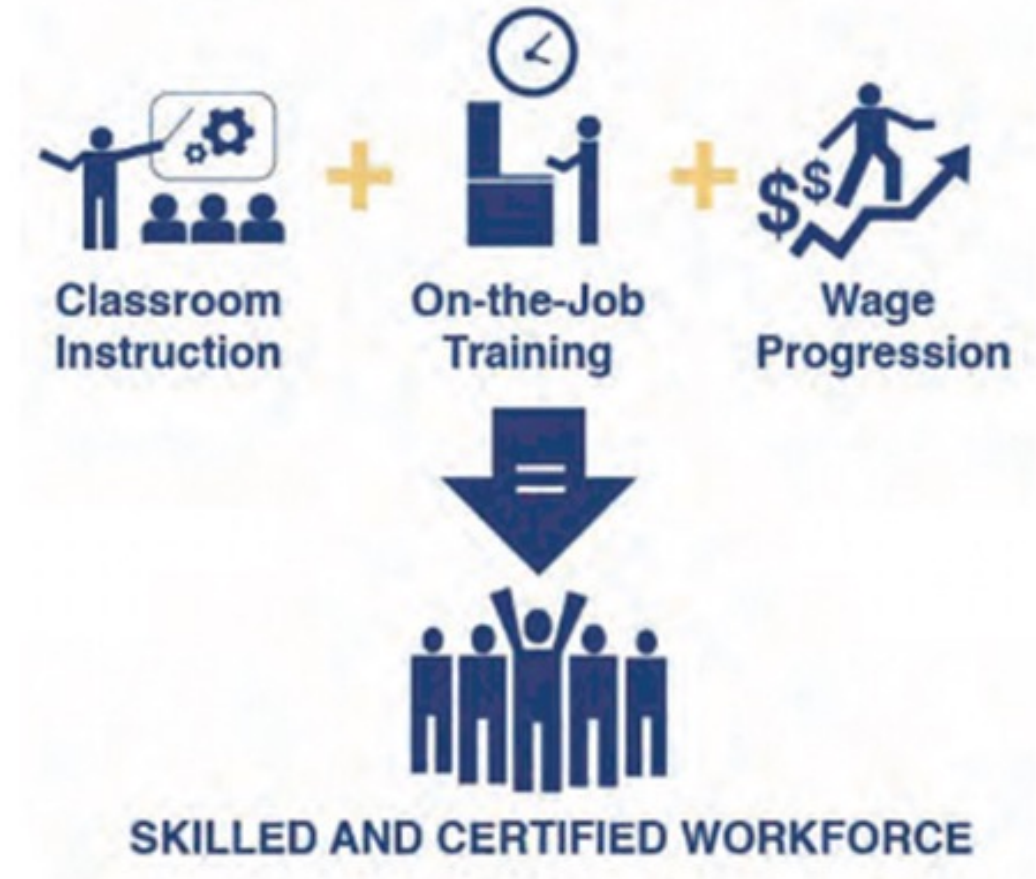 Classroom
Instruction
+
On-the-Job
Training
+
Wage
Progression
$$
=
SKILLED AND CERTIFIED WORKFORCE